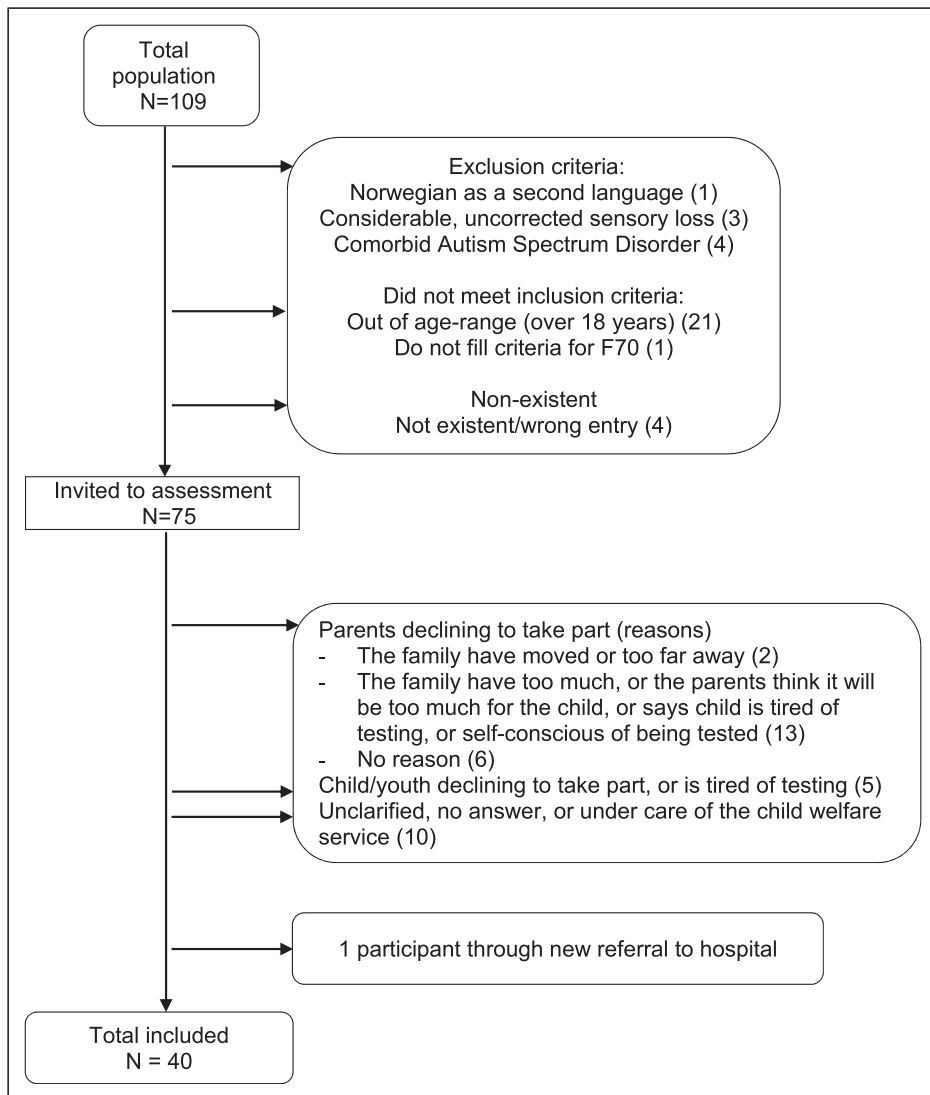 Total
population
N=109
Exclusion criteria:
Norwegian as a second language (1)
Considerable, uncorrected sensory loss (3)
Comorbid Autism Spectrum Disorder (4)
Did not meet inclusion criteria:
Out of age-range (over 18 years) (21)
Do not fill criteria for F70 (1)
Non-existent
Not existent/wrong entry (4)
Invited to assessment
N=75
Parents declining to take part (reasons)
- The family have moved or too far away (2)
- The family have too much, or the parents think it will
be too much for the child, or says child is tired of
testing, or self-conscious of being tested (13)
- No reason (6)
Child/youth declining to take part, or is tired of testing (5)
Unclarified, no answer, or under care of the child welfare
service (10)
1 participant through new referral to hospital
Total included
N = 40